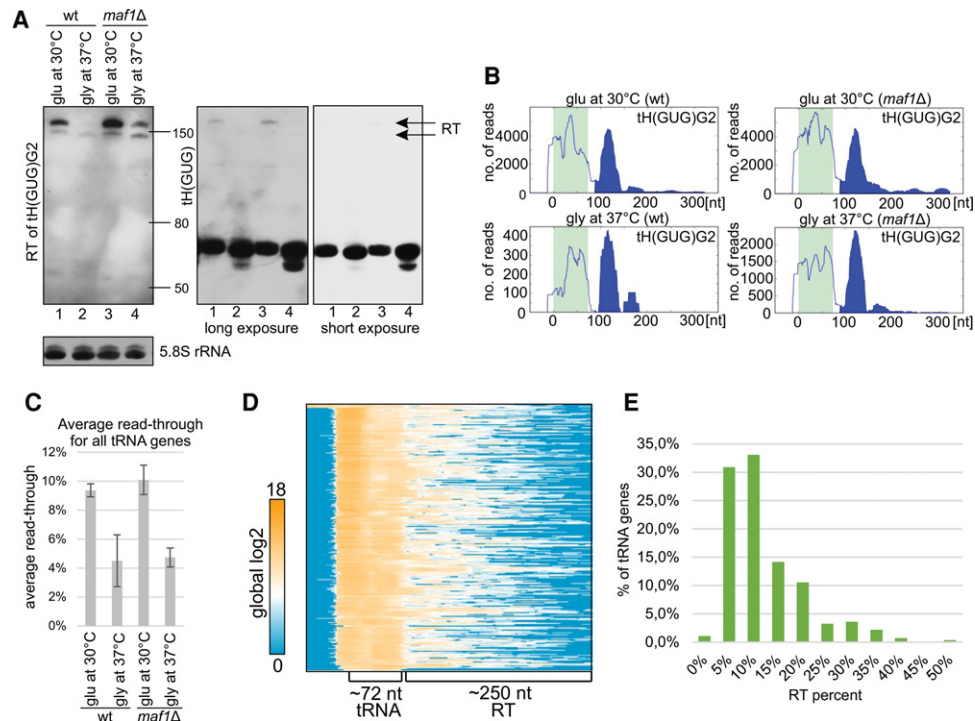 A
wt
maf1Δ
glu at 30°C
gly at 37°C
glu at 30°C
gly at 37°C
RT of tH(GUG)G2
150
80
50
1 2 3 4
5.8S rRNA
tH(GUG)
RT
1 2 3 4
long exposure
1 2 3 4
short exposure
B
glu at 30°C (wt)
tH(GUG)G2
no. of reads
4000
2000
0
0 100 200 300[nt]
glu at 30°C (maf1Δ)
tH(GUG)G2
no. of reads
4000
2000
0
0 100 200 300[nt]
gly at 37°C (wt)
tH(GUG)G2
no. of reads
400
300
200
100
0
0 100 200 300[nt]
gly at 37°C (maf1Δ)
tH(GUG)G2
no. of reads
2000
1000
0
0 100 200 300[nt]
C
Average read-through
for all tRNA genes
average read-through
12%
10%
8%
6%
4%
2%
0%
glu at 30°C
gly at 37°C
glu at 30°C
gly at 37°C
wt
maf1Δ
D
global log2
18
0
~72 nt
tRNA
~250 nt
RT
E
% of tRNA genes
35,0%
30,0%
25,0%
20,0%
15,0%
10,0%
5,0%
0,0%
0% 5% 10% 15% 20% 25% 30% 35% 40% 45% 50%
RT percent